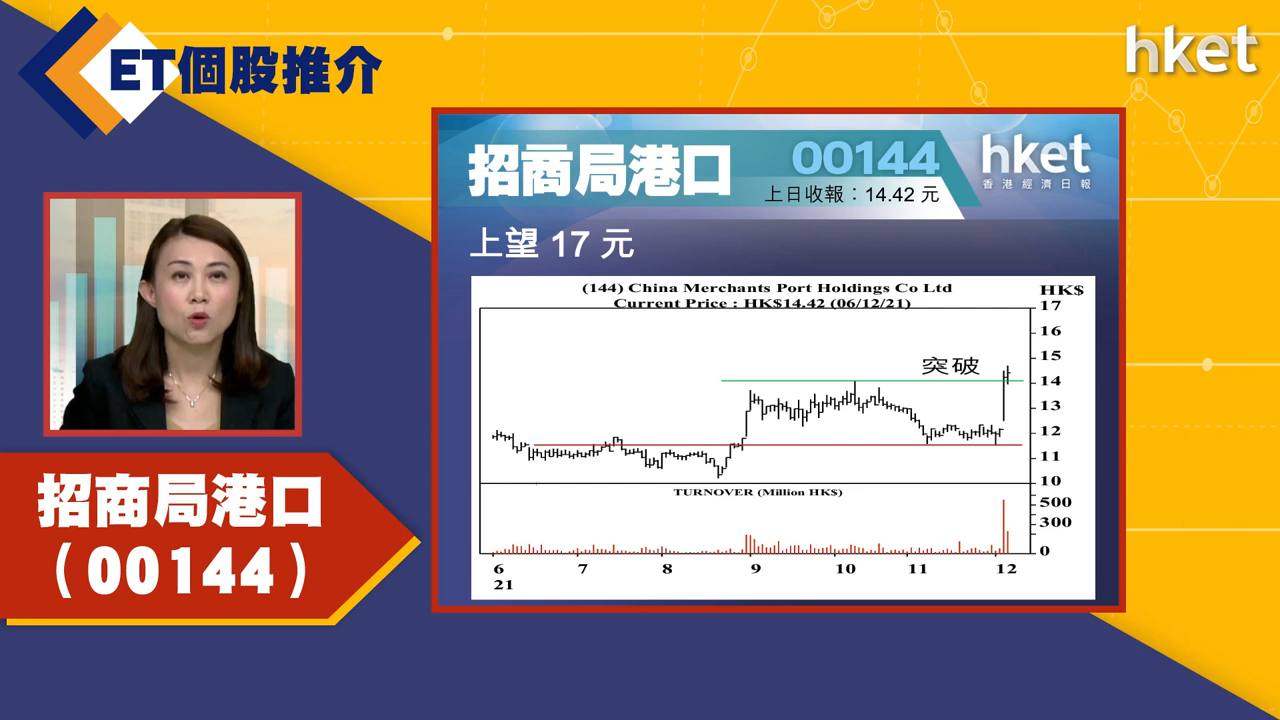 ET個股推介
hket
招商局港口
00144
hket
香港經濟日報
上日收報：14.42 元
上望 17 元
(144) China Merchants Port Holdings Co Ltd
Current Price : HK$14.42 (06/12/21)
HK$
17
16
15
突破
14
13
12
11
10
TURNOVER (Million HK$)
500
300
0
6 7 8 9 10 11 12
21
招商局港口
（00144）